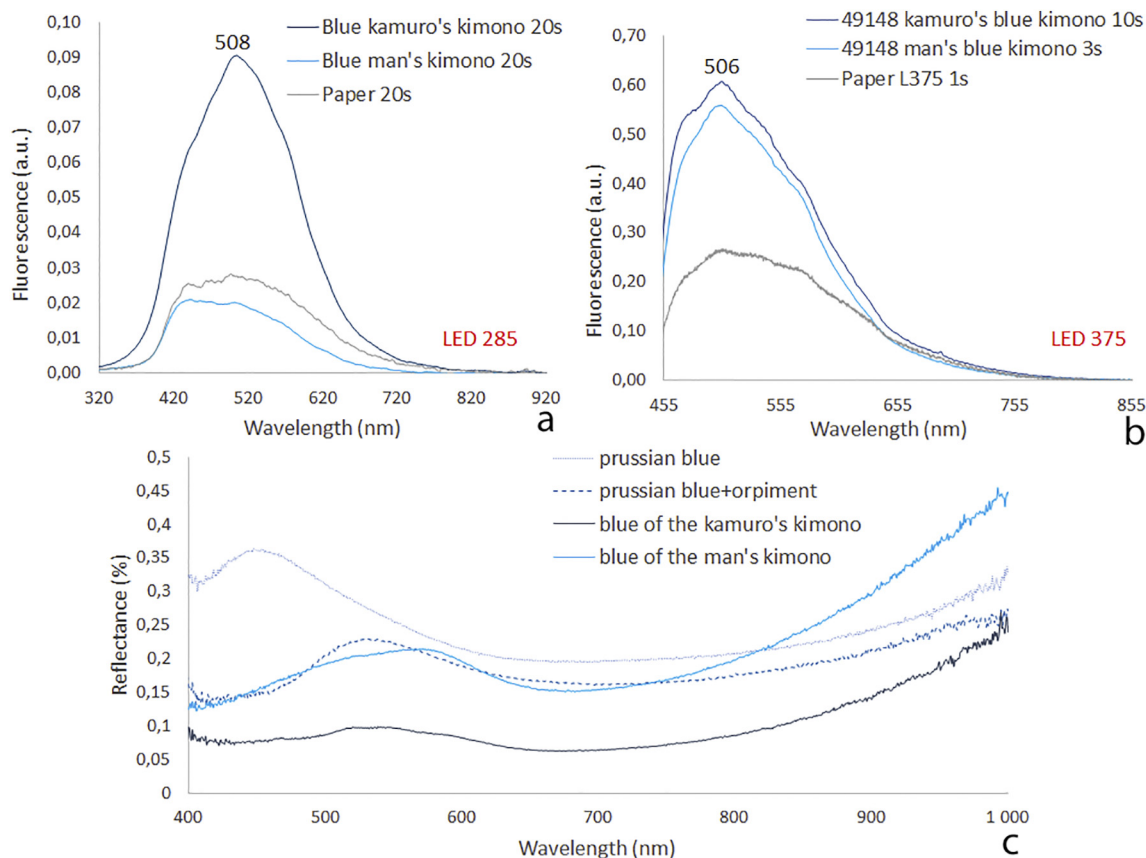 0,10
0,09
0,08
0,07
0,06
0,05
0,04
0,03
0,02
0,01
0,00
Fluorescence (a.u.)
508
Blue kamuro's kimono 20s
Blue man's kimono 20s
Paper 20s
LED 285
320 420 520 620 720 820 920
Wavelength (nm)
a
0,70
0,60
0,50
0,40
0,30
0,20
0,10
0,00
Fluorescence (a.u.)
506
49148 kamuro's blue kimono 10s
49148 man's blue kimono 3s
Paper L375 1s
LED 375
455 555 655 755 855
Wavelength (nm)
b
0,5
0,45
0,4
0,35
0,3
0,25
0,2
0,15
0,1
0,05
0
Reflectance (%)
prussian blue
prussian blue+orpiment
blue of the kamuro's kimono
blue of the man's kimono
400 500 600 700 800 900 1 000
Wavelength (nm)
c